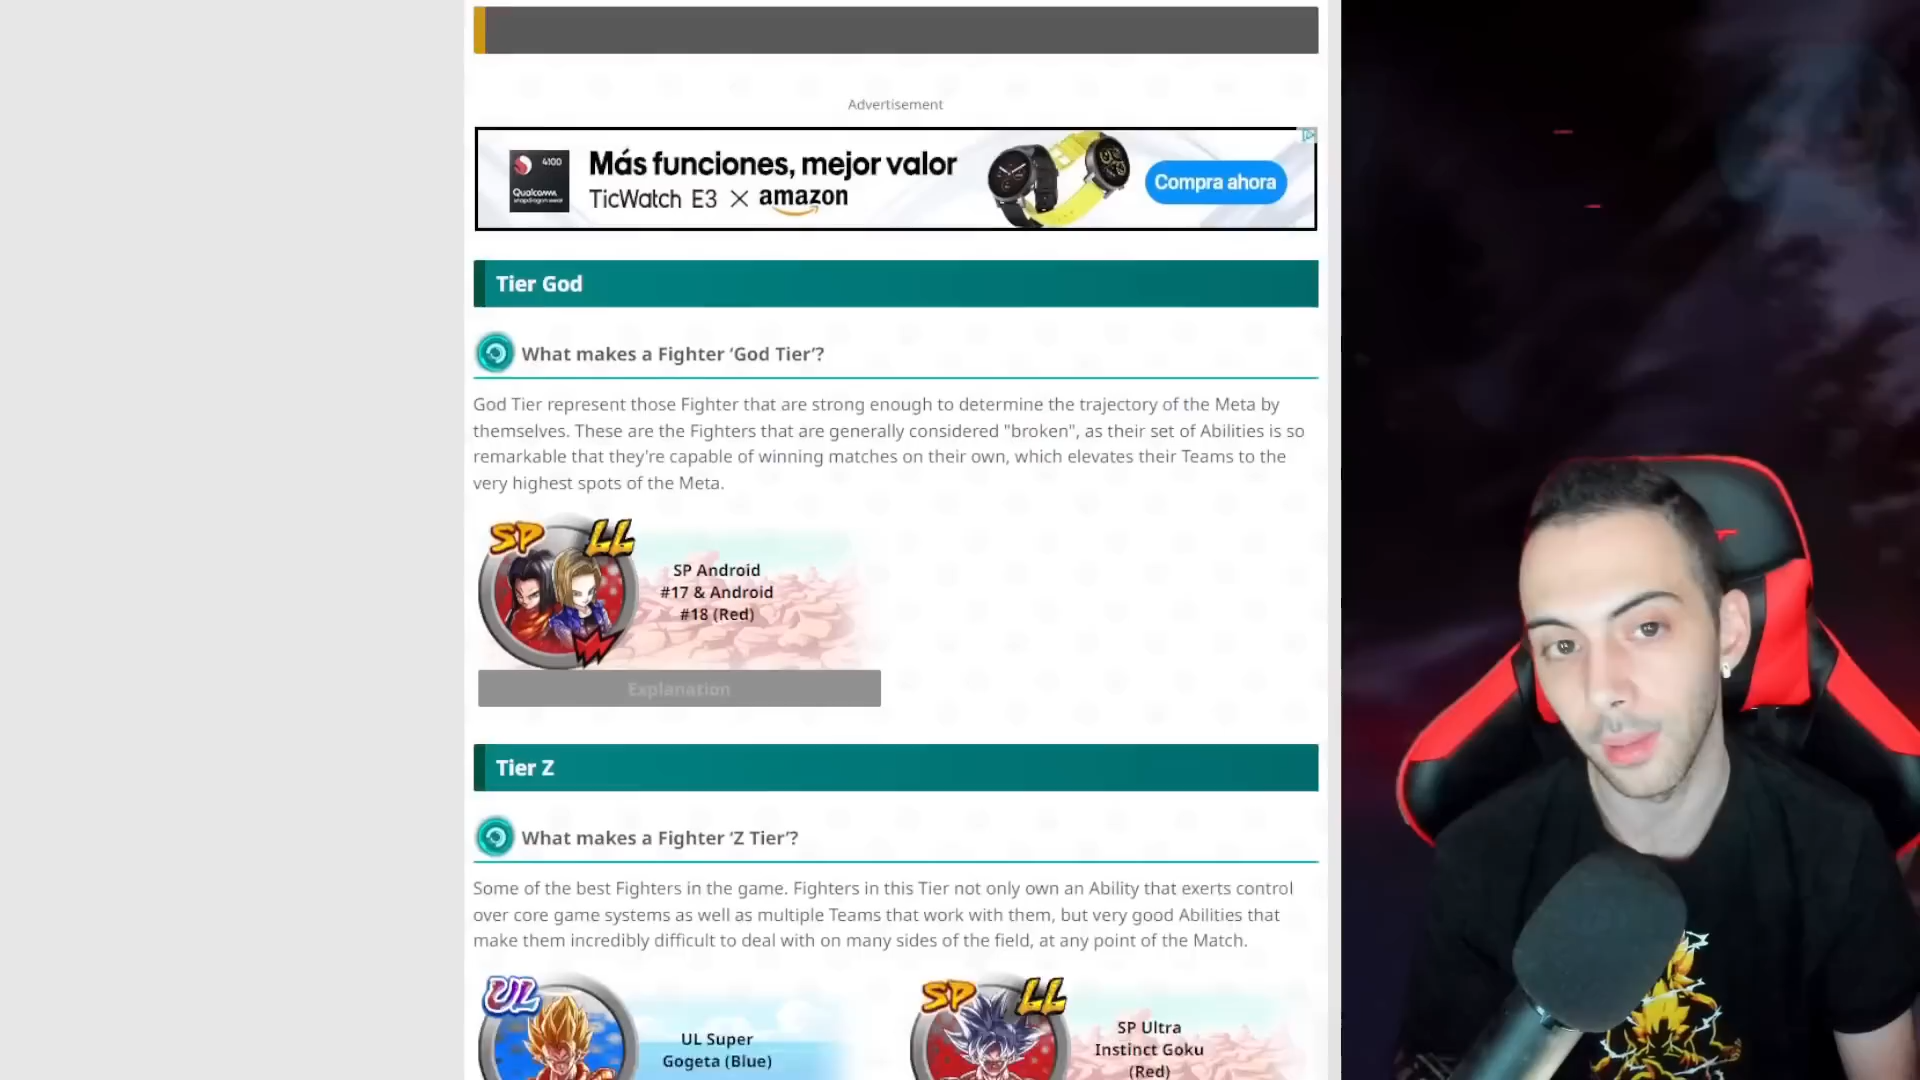 Advertisement
4100
Qualcomm
snapdragon wear
Más funciones, mejor valor
TicWatch E3 × amazon
Compra ahora
Tier God
What makes a Fighter ‘God Tier’?
God Tier represent those Fighter that are strong enough to determine the trajectory of the Meta by
themselves. These are the Fighters that are generally considered "broken", as their set of Abilities is so
remarkable that they're capable of winning matches on their own, which elevates their Teams to the
very highest spots of the Meta.
SP LL
SP Android
#17 & Android
#18 (Red)
Explanation
Tier Z
What makes a Fighter ‘Z Tier’?
Some of the best Fighters in the game. Fighters in this Tier not only own an Ability that exerts control
over core game systems as well as multiple Teams that work with them, but very good Abilities that
make them incredibly difficult to deal with on many sides of the field, at any point of the Match.
UL
UL Super
Gogeta (Blue)
SP LL
SP Ultra
Instinct Goku
(Red)